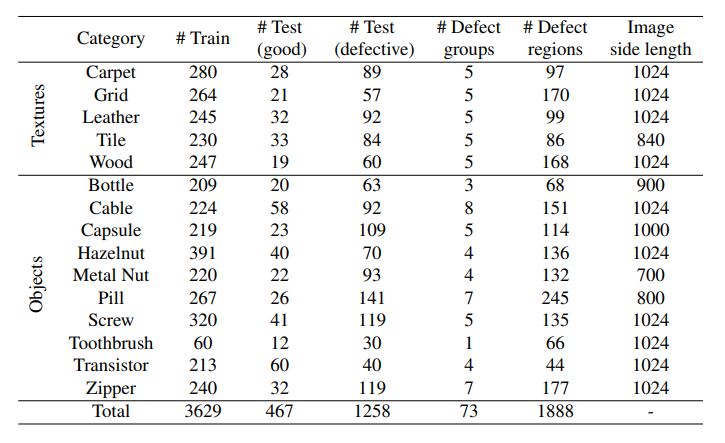 Category # Train # Test (good) # Test (defective) # Defect groups # Defect regions Image side length
Textures
Carpet 280 28 89 5 97 1024
Grid 264 21 57 5 170 1024
Leather 245 32 92 5 99 1024
Tile 230 33 84 5 86 840
Wood 247 19 60 5 168 1024
Objects
Bottle 209 20 63 3 68 900
Cable 224 58 92 8 151 1024
Capsule 219 23 109 5 114 1000
Hazelnut 391 40 70 4 136 1024
Metal Nut 220 22 93 4 132 700
Pill 267 26 141 7 245 800
Screw 320 41 119 5 135 1024
Toothbrush 60 12 30 1 66 1024
Transistor 213 60 40 4 44 1024
Zipper 240 32 119 7 177 1024
Total 3629 467 1258 73 1888 -